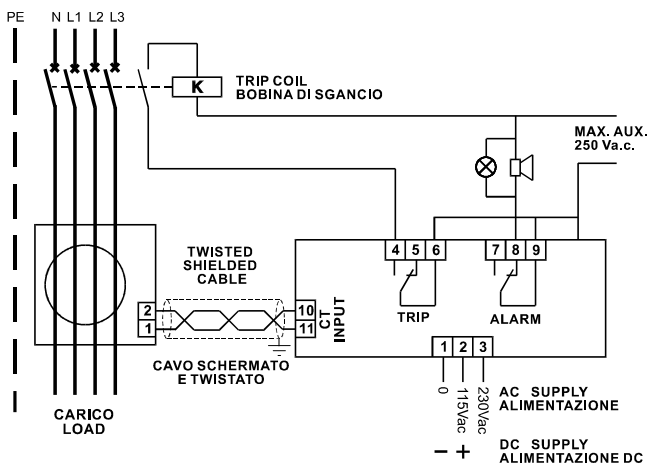 PE N L1 L2 L3
K
TRIP COIL
BOBINA DI SGANCIO
MAX. AUX.
250 Va.c.
4 5 6 7 8 9
TRIP
ALARM
TWISTED
SHIELDED
CABLE
2
1
10
11
CT
INPUT
CAVO SCHERMATO
E TWISTATO
1 2 3
0
115Vac
230Vac
AC SUPPLY
ALIMENTAZIONE
CARICO
LOAD
− +
DC SUPPLY
ALIMENTAZIONE DC